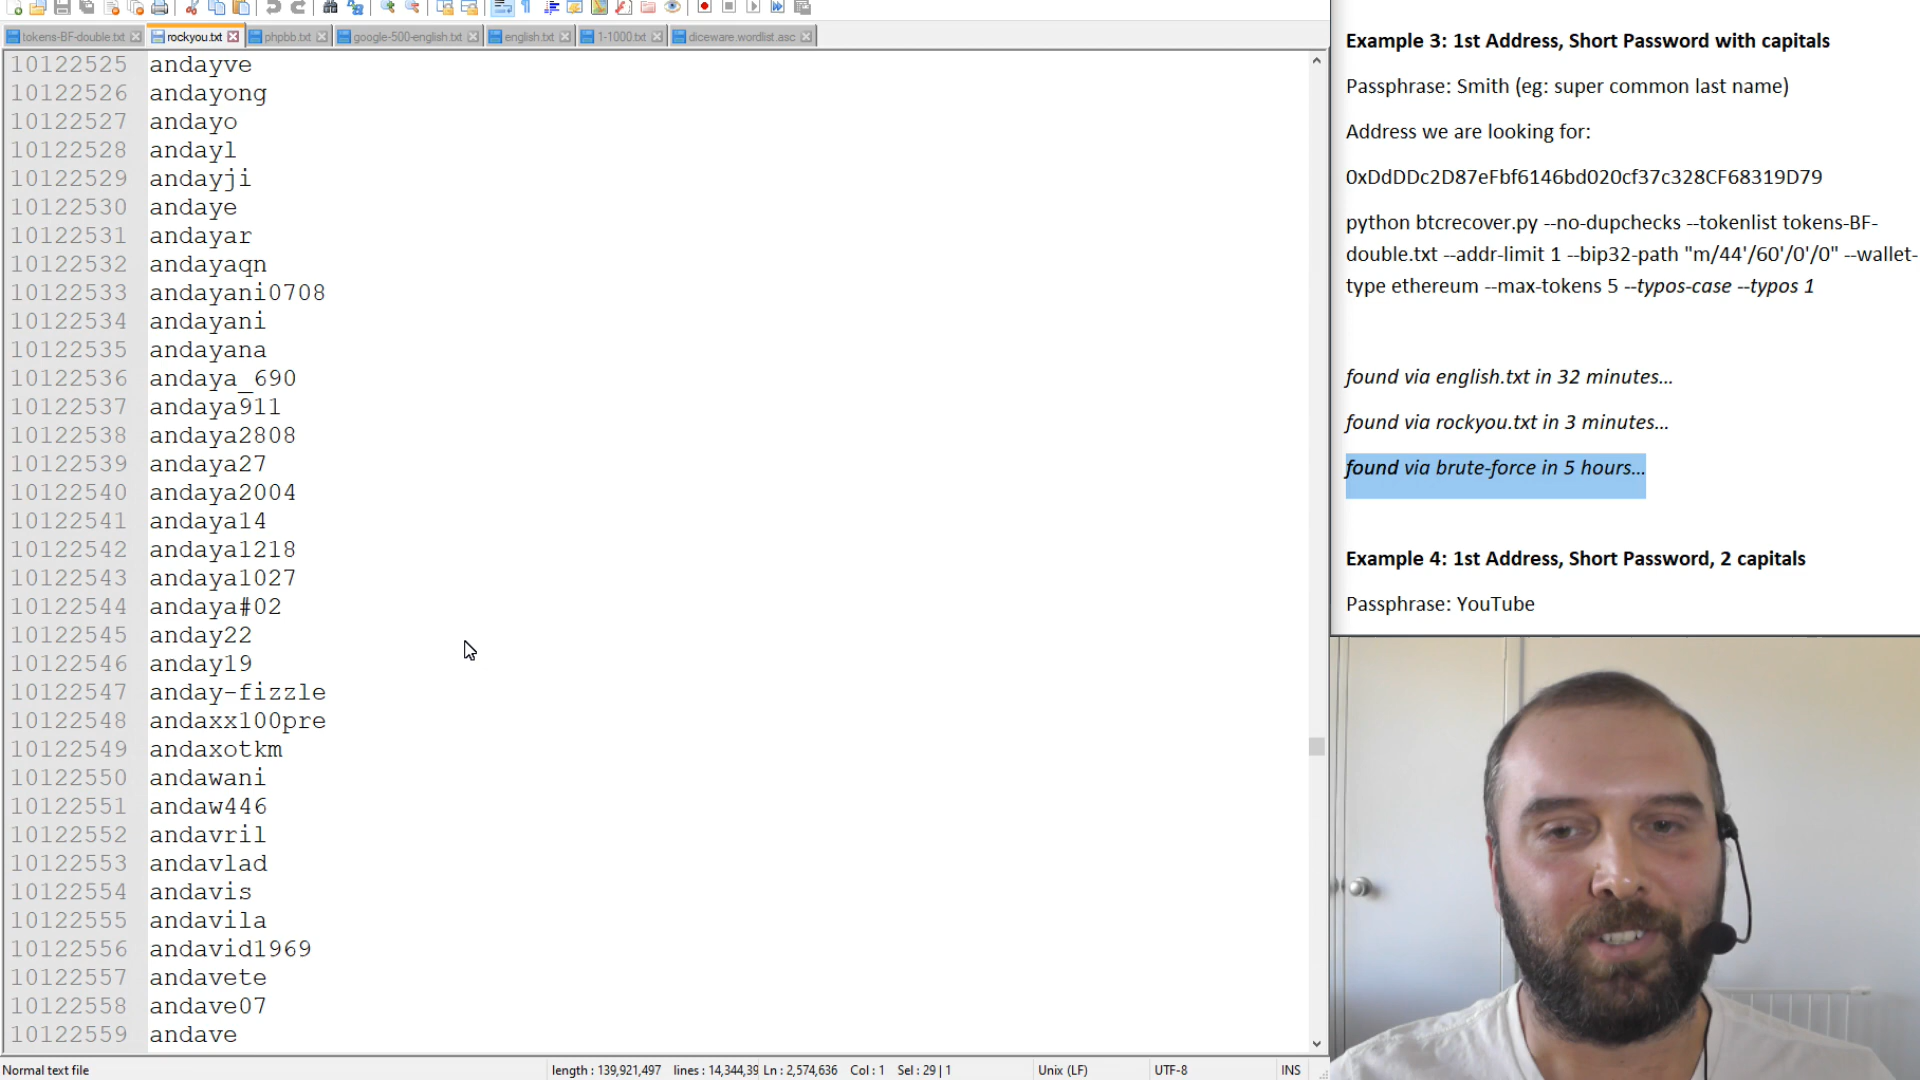 tokens-BF-double.txt
rockyou.txt
phpbb.txt
google-500-english.txt
english.txt
1-1000.txt
diceware.wordlist.asc
10122525 andayve
10122526 andayong
10122527 andayo
10122528 andayl
10122529 andayji
10122530 andaye
10122531 andayar
10122532 andayaqn
10122533 andayani0708
10122534 andayani
10122535 andayana
10122536 andaya_690
10122537 andaya911
10122538 andaya2808
10122539 andaya27
10122540 andaya2004
10122541 andaya14
10122542 andaya1218
10122543 andaya1027
10122544 andaya#02
10122545 anday22
10122546 anday19
10122547 anday-fizzle
10122548 andaxx100pre
10122549 andaxotkm
10122550 andawani
10122551 andaw446
10122552 andavril
10122553 andavlad
10122554 andavis
10122555 andavila
10122556 andavid1969
10122557 andavete
10122558 andave07
10122559 andave
Normal text file
length : 139,921,497 lines : 14,344,39
Ln : 2,574,636 Col : 1 Sel : 29 | 1
Unix (LF)
UTF-8
INS
Example 3: 1st Address, Short Password with capitals
Passphrase: Smith (eg: super common last name)
Address we are looking for:
0xDdDDc2D87eFbf6146bd020cf37c328CF68319D79
python btcrecover.py --no-dupchecks --tokenlist tokens-BF-
double.txt --addr-limit 1 --bip32-path "m/44'/60'/0'/0" --wallet-
type ethereum --max-tokens 5 --typos-case --typos 1
found via english.txt in 32 minutes...
found via rockyou.txt in 3 minutes...
found via brute-force in 5 hours...
Example 4: 1st Address, Short Password, 2 capitals
Passphrase: YouTube